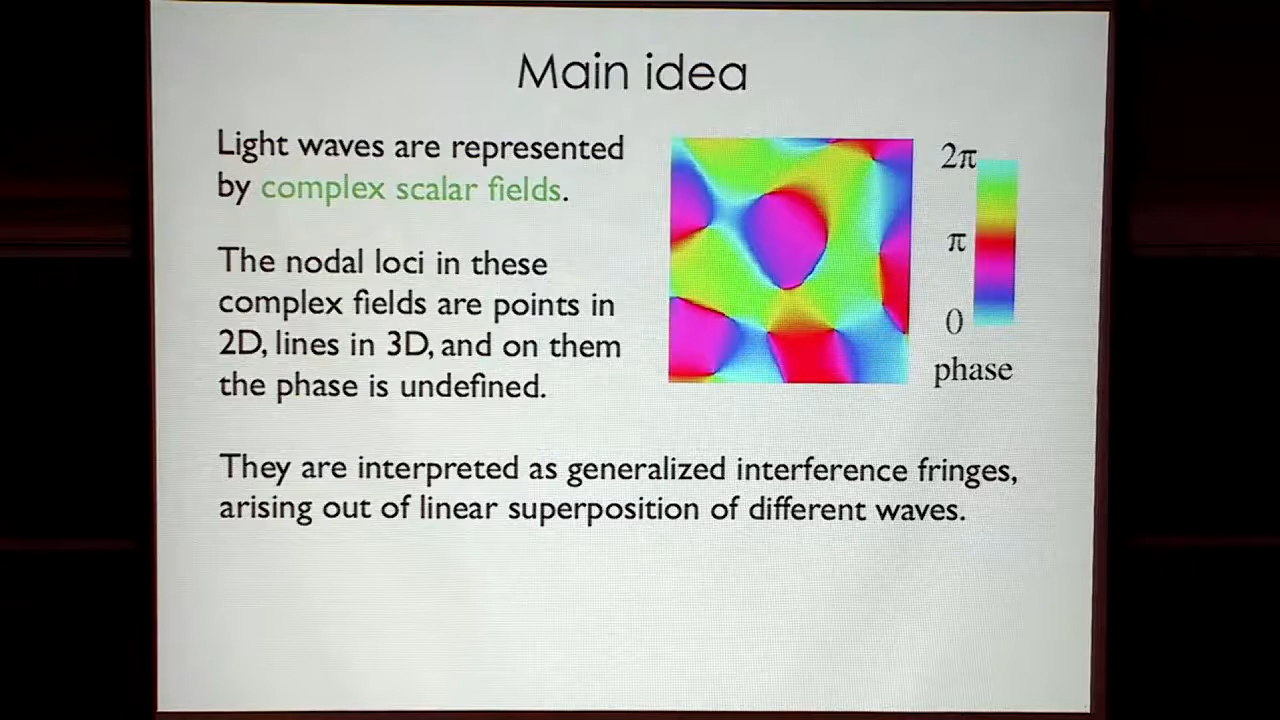 Main idea
Light waves are represented
by complex scalar fields.
The nodal loci in these
complex fields are points in
2D, lines in 3D, and on them
the phase is undefined.
2π
π
0
phase
They are interpreted as generalized interference fringes,
arising out of linear superposition of different waves.